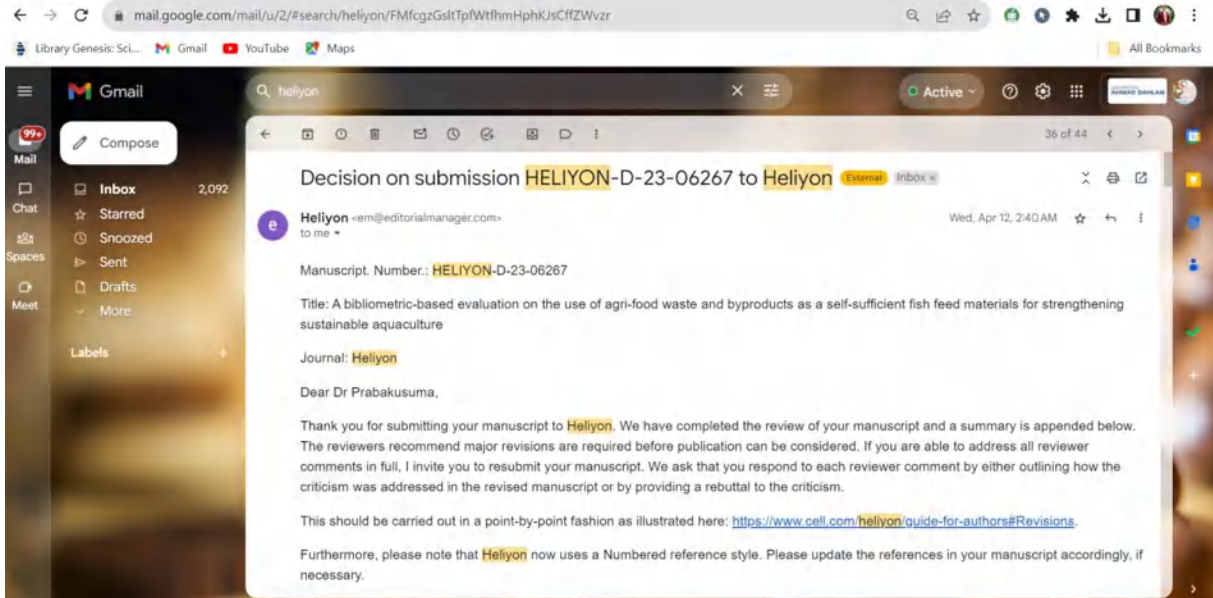 mail.google.com/mail/u/2/#search/heliyon/FMfcgzGsltTpfWtfhmHphKJsCffZWvzr
Library Genesis: Sci... Gmail YouTube Maps All Bookmarks
Gmail heliyon Active AHMAD DAHLAN
99+
Mail
Compose
36 of 44
Chat
Spaces
Meet
Inbox 2,092
Starred
Snoozed
Sent
Drafts
More
Labels
Decision on submission HELIYON-D-23-06267 to Heliyon External Inbox ×
e Heliyon <em@editorialmanager.com> Wed, Apr 12, 2:40 AM
to me
Manuscript. Number.: HELIYON-D-23-06267
Title: A bibliometric-based evaluation on the use of agri-food waste and byproducts as a self-sufficient fish feed materials for strengthening
sustainable aquaculture
Journal: Heliyon
Dear Dr Prabakusuma,
Thank you for submitting your manuscript to Heliyon. We have completed the review of your manuscript and a summary is appended below.
The reviewers recommend major revisions are required before publication can be considered. If you are able to address all reviewer
comments in full, I invite you to resubmit your manuscript. We ask that you respond to each reviewer comment by either outlining how the
criticism was addressed in the revised manuscript or by providing a rebuttal to the criticism.
This should be carried out in a point-by-point fashion as illustrated here: https://www.cell.com/heliyon/guide-for-authors#Revisions.
Furthermore, please note that Heliyon now uses a Numbered reference style. Please update the references in your manuscript accordingly, if
necessary.